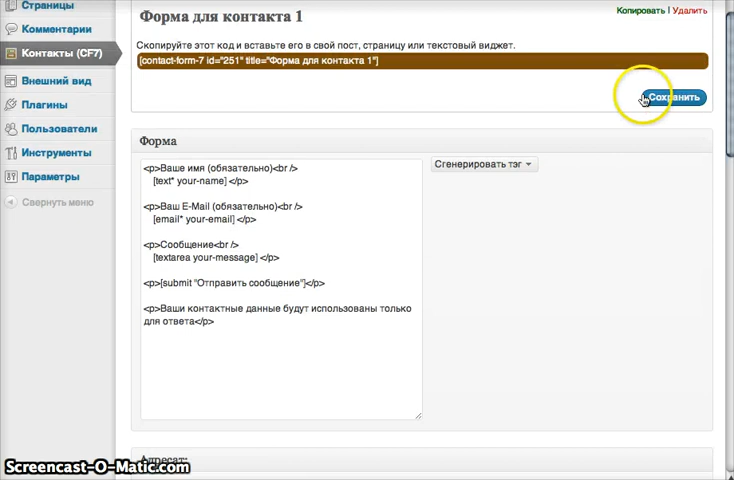 Страницы
Комментарии
Контакты (CF7)
Внешний вид
Плагины
Пользователи
Инструменты
Параметры
Свернуть меню
Форма для контакта 1
Копировать | Удалить
Скопируйте этот код и вставьте его в свой пост, страницу или текстовый виджет.
[contact-form-7 id="251" title="Форма для контакта 1"]
Сохранить
Форма
<p>Ваше имя (обязательно)<br />
[text* your-name] </p>
<p>Ваш E-Mail (обязательно)<br />
[email* your-email] </p>
<p>Сообщение<br />
[textarea your-message] </p>
<p>[submit "Отправить сообщение"]</p>
<p>Ваши контактные данные будут использованы только
для ответа</p>
Сгенерировать тэг
Адресат:
Screencast-O-Matic.com